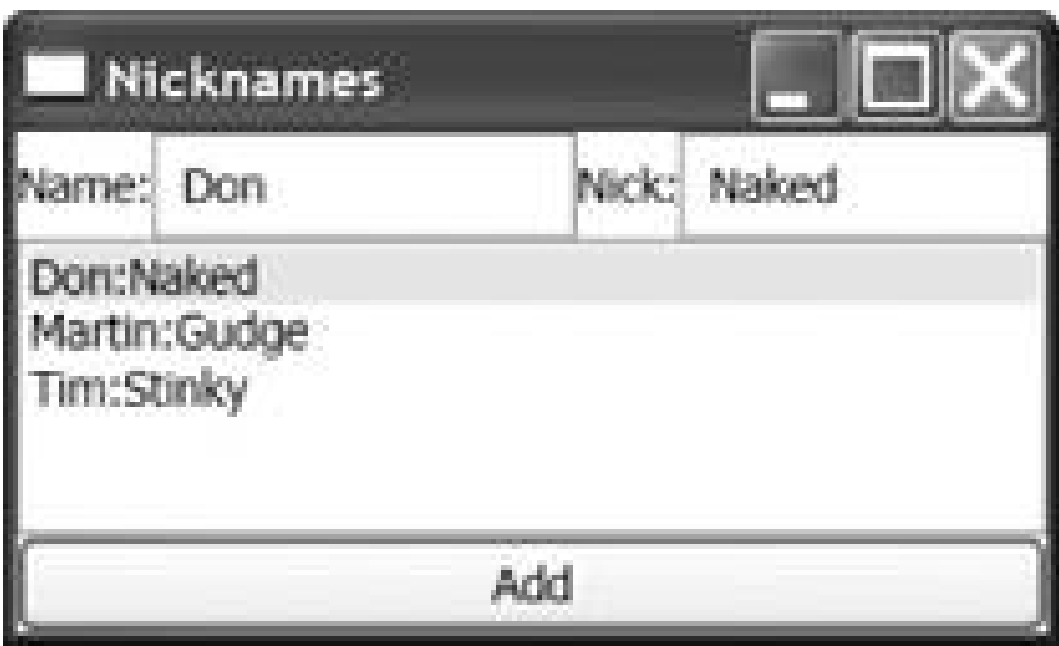 Nicknames
Name: Don Nick: Naked
Don:Naked
Martin:Gudge
Tim:Stinky
Add